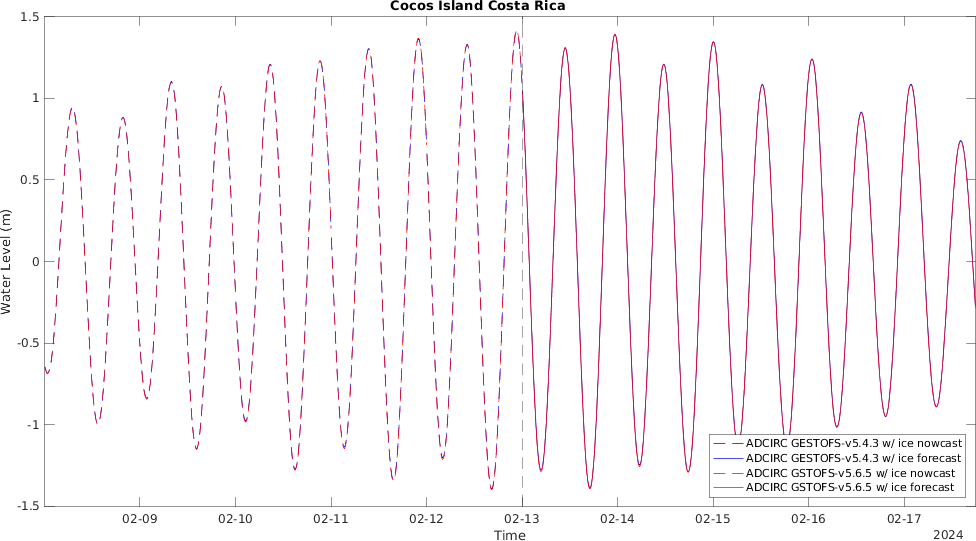 Cocos Island Costa Rica
Water Level (m)
1.5
1
0.5
0
-0.5
-1
-1.5
ADCIRC GESTOFS-v5.4.3 w/ ice nowcast
ADCIRC GESTOFS-v5.4.3 w/ ice forecast
ADCIRC GSTOFS-v5.6.5 w/ ice nowcast
ADCIRC GSTOFS-v5.6.5 w/ ice forecast
02-09 02-10 02-11 02-12 02-13 02-14 02-15 02-16 02-17
Time
2024